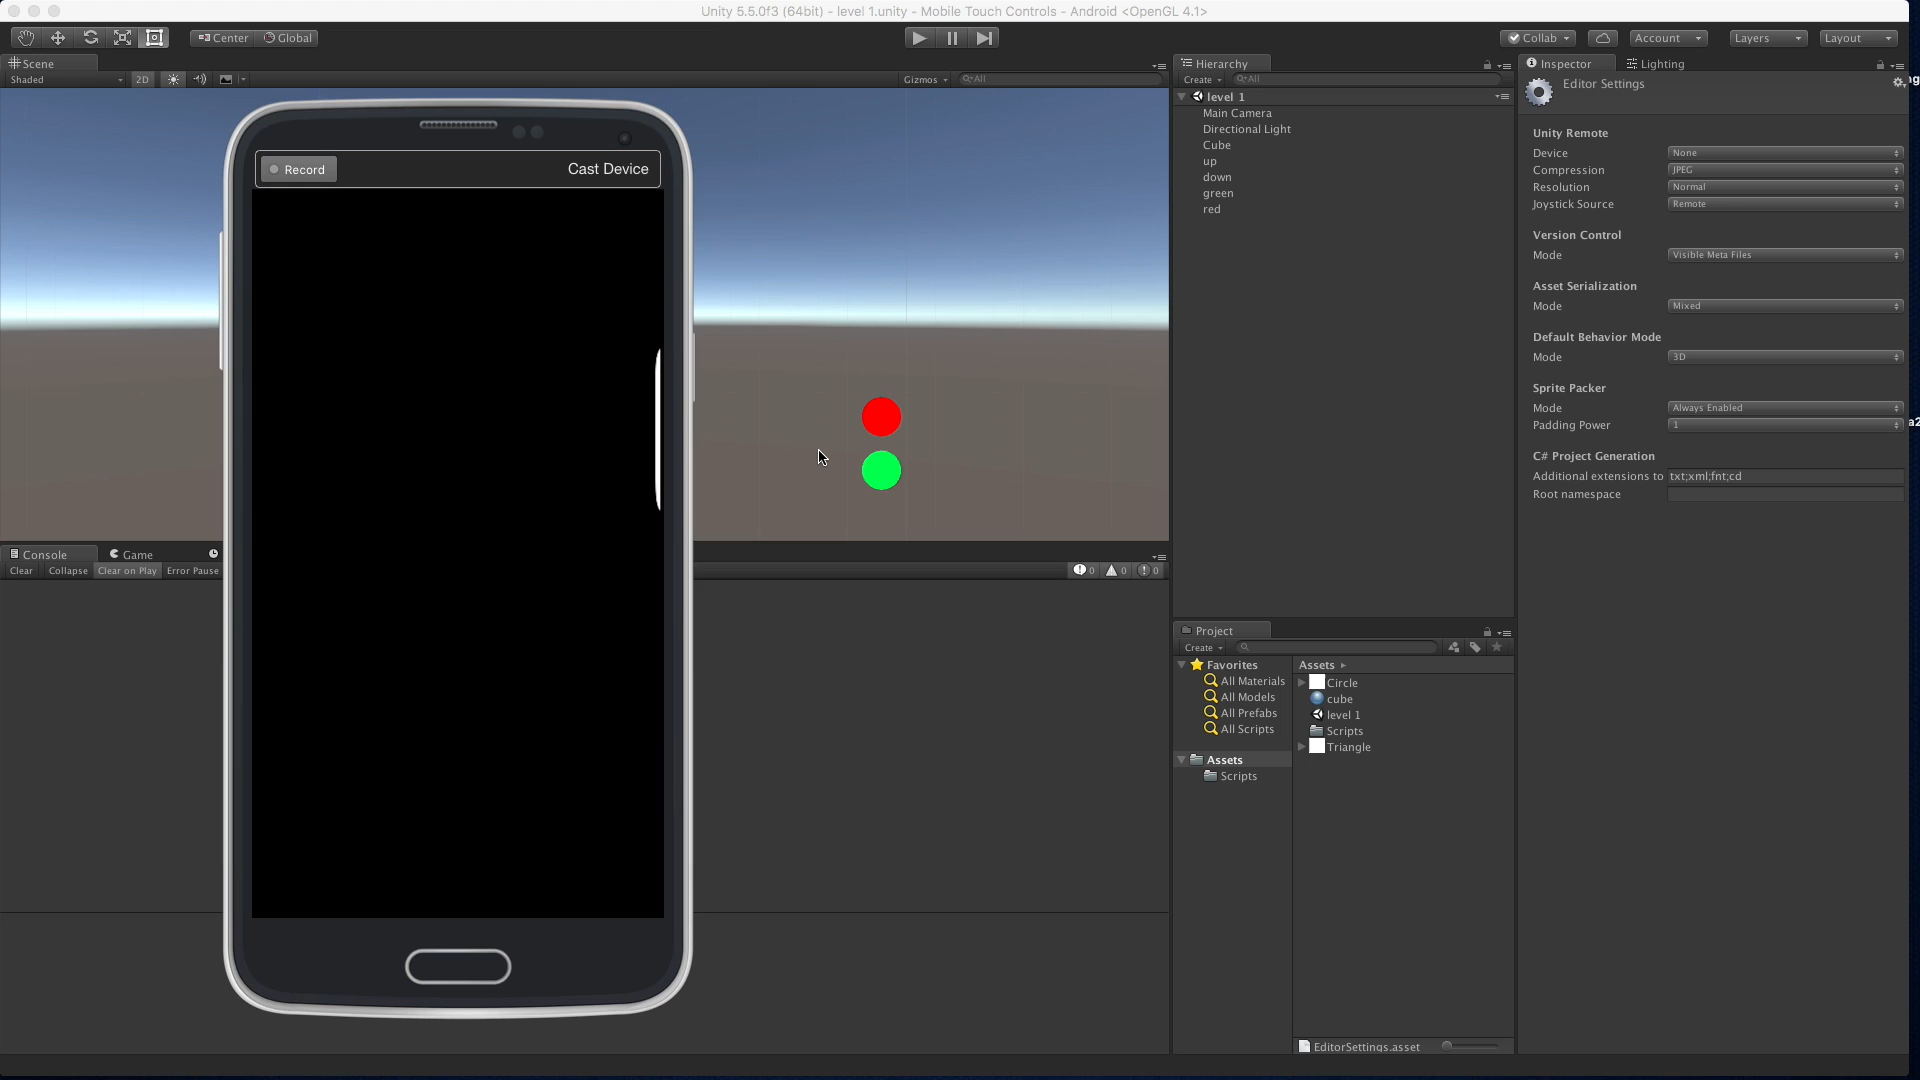 Unity 5.5.0f3 (64bit) - level 1.unity - Mobile Touch Controls - Android <OpenGL 4.1>
Center Global
Collab Account Layers Layout
Scene
Shaded 2D Gizmos All
Record Cast Device
Console Game
Clear Collapse Clear on Play Error Pause 0 0 0
Hierarchy
Create All
level 1
Main Camera
Directional Light
Cube
up
down
green
red
Project
Create
Favorites
All Materials
All Models
All Prefabs
All Scripts
Assets
Scripts
Assets
Circle
cube
level 1
Scripts
Triangle
EditorSettings.asset
Inspector Lighting
Editor Settings
Unity Remote
Device None
Compression JPEG
Resolution Normal
Joystick Source Remote
Version Control
Mode Visible Meta Files
Asset Serialization
Mode Mixed
Default Behavior Mode
Mode 3D
Sprite Packer
Mode Always Enabled
Padding Power 1
C# Project Generation
Additional extensions to txt;xml;fnt;cd
Root namespace